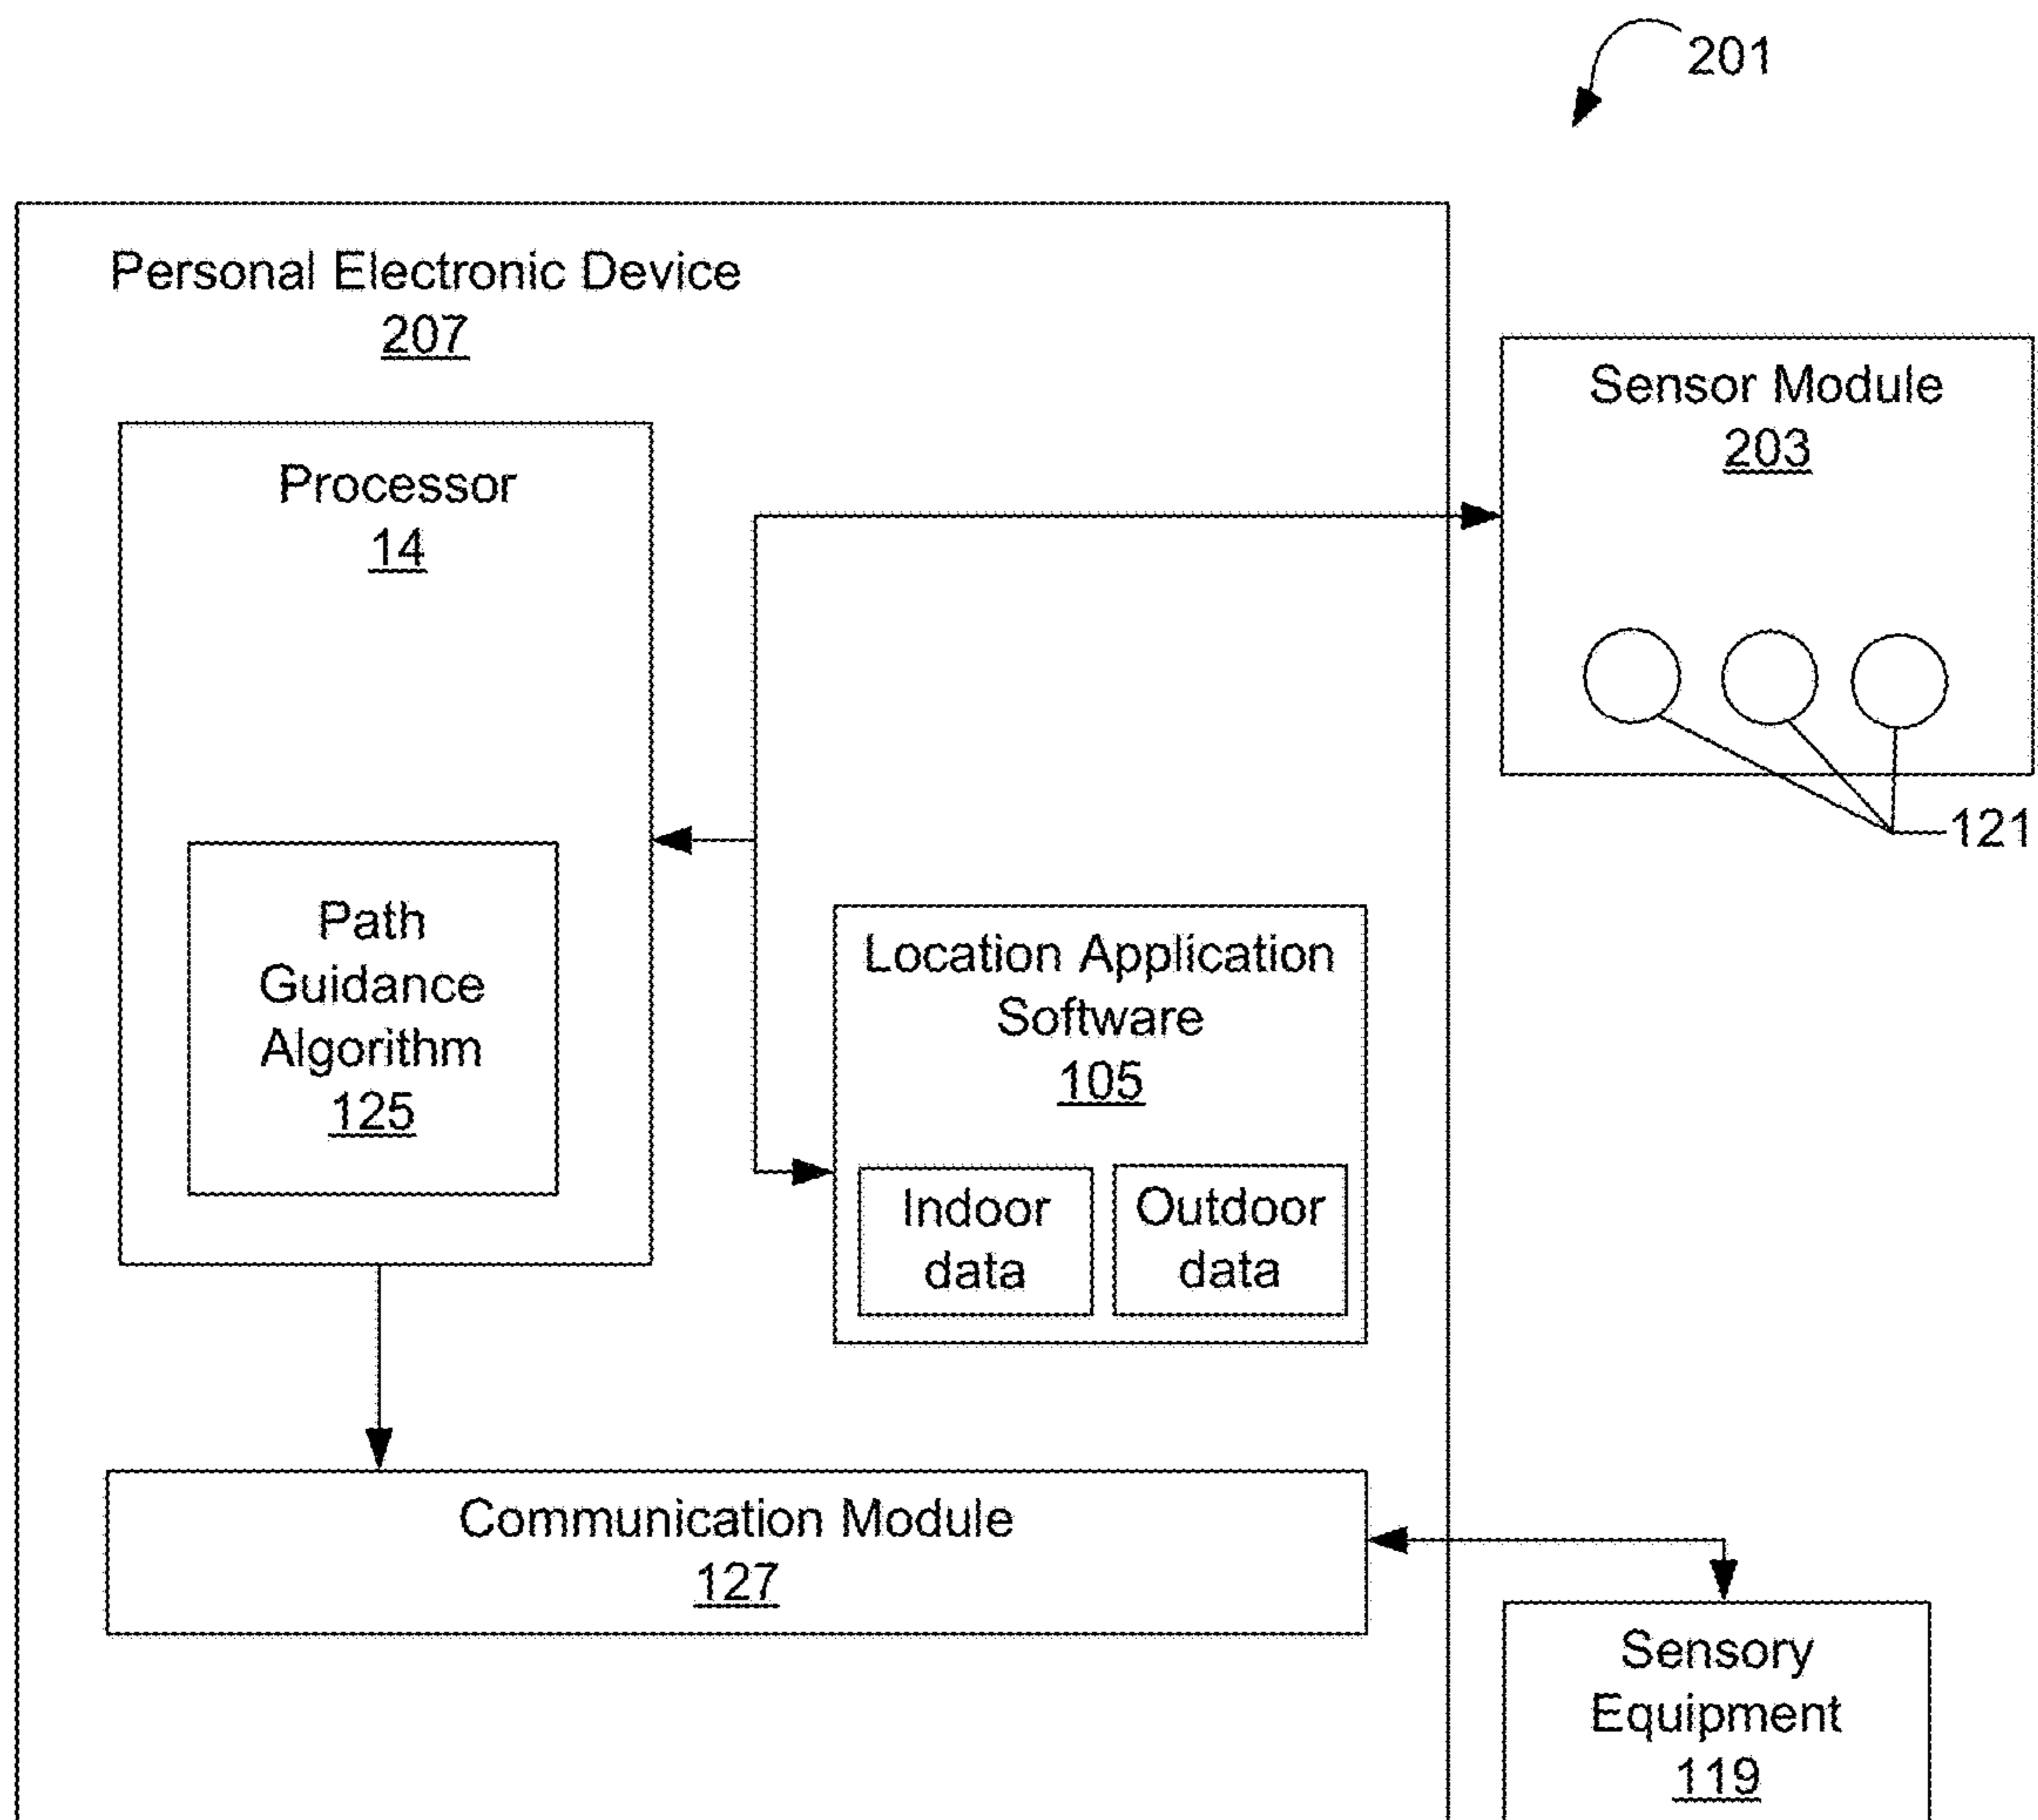 201
Personal Electronic Device
207
Sensor Module
203
Processor
14
121
Path
Guidance
Algorithm
125
Location Application
Software
105
Indoor
data
Outdoor
data
Communication Module
127
Sensory
Equipment
119